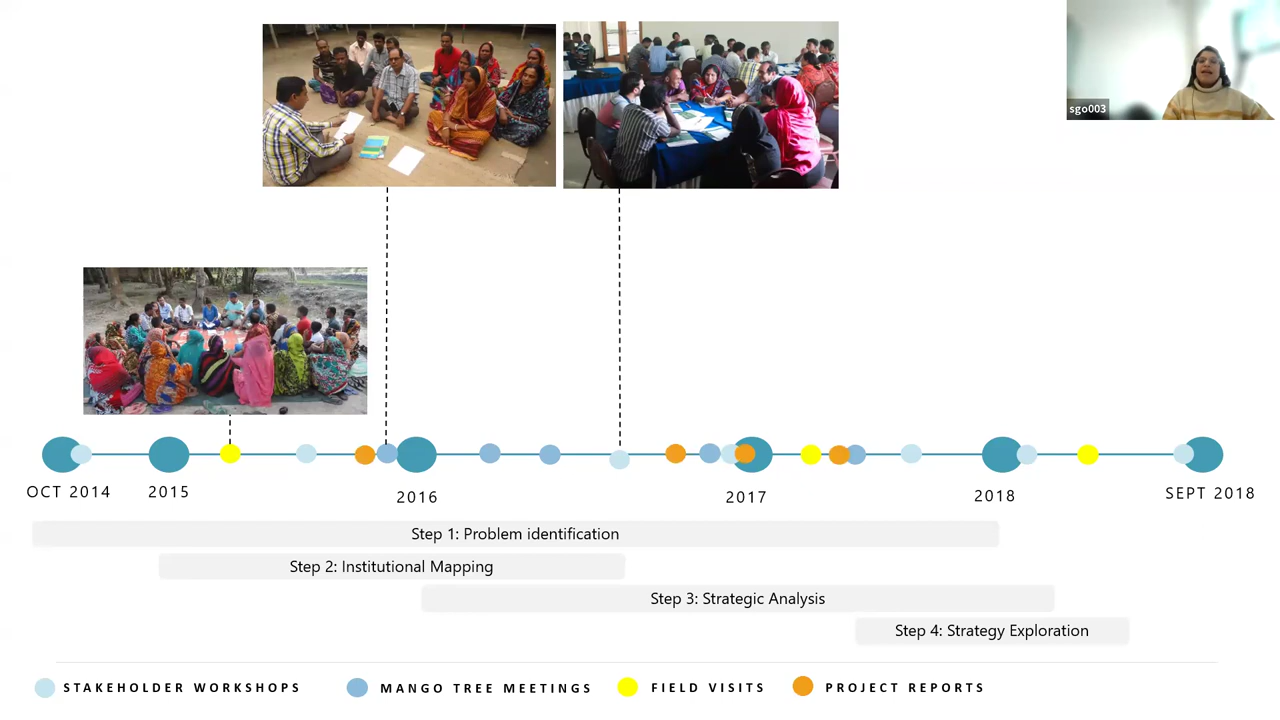 sgo003
OCT 2014
2015
2016
2017
2018
SEPT 2018
Step 1: Problem identification
Step 2: Institutional Mapping
Step 3: Strategic Analysis
Step 4: Strategy Exploration
STAKEHOLDER WORKSHOPS
MANGO TREE MEETINGS
FIELD VISITS
PROJECT REPORTS